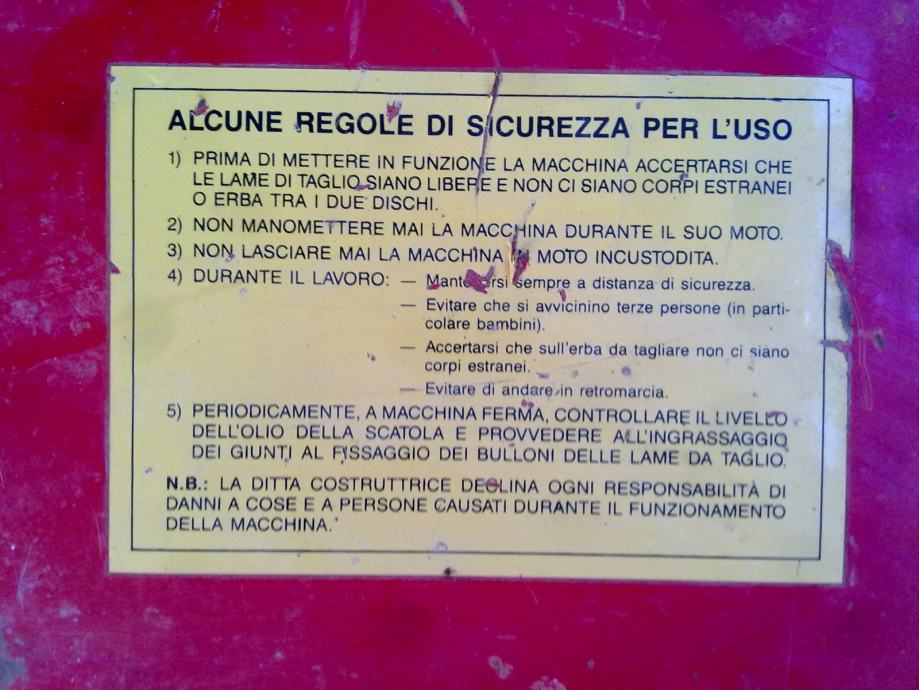 ALCUNE REGOLE DI SICUREZZA PER L'USO
1) PRIMA DI METTERE IN FUNZIONE LA MACCHINA ACCERTARSI CHE
LE LAME DI TAGLIO SIANO LIBERE E NON CI SIANO CORPI ESTRANEI
O ERBA TRA I DUE DISCHI.
2) NON MANOMETTERE MAI LA MACCHINA DURANTE IL SUO MOTO.
3) NON LASCIARE MAI LA MACCHINA IN MOTO INCUSTODITA.
4) DURANTE IL LAVORO: — Mantenersi sempre a distanza di sicurezza.
— Evitare che si avvicinino terze persone (in parti-
colare bambini).
— Accertarsi che sull'erba da tagliare non ci siano
corpi estranei.
— Evitare di andare in retromarcia.
5) PERIODICAMENTE, A MACCHINA FERMA, CONTROLLARE IL LIVELLO
DELL'OLIO DELLA SCATOLA E PROVVEDERE ALL'INGRASSAGGIO
DEI GIUNTI AL FISSAGGIO DEI BULLONI DELLE LAME DA TAGLIO.
N.B.: LA DITTA COSTRUTTRICE DECLINA OGNI RESPONSABILITÀ DI
DANNI A COSE E A PERSONE CAUSATI DURANTE IL FUNZIONAMENTO
DELLA MACCHINA.